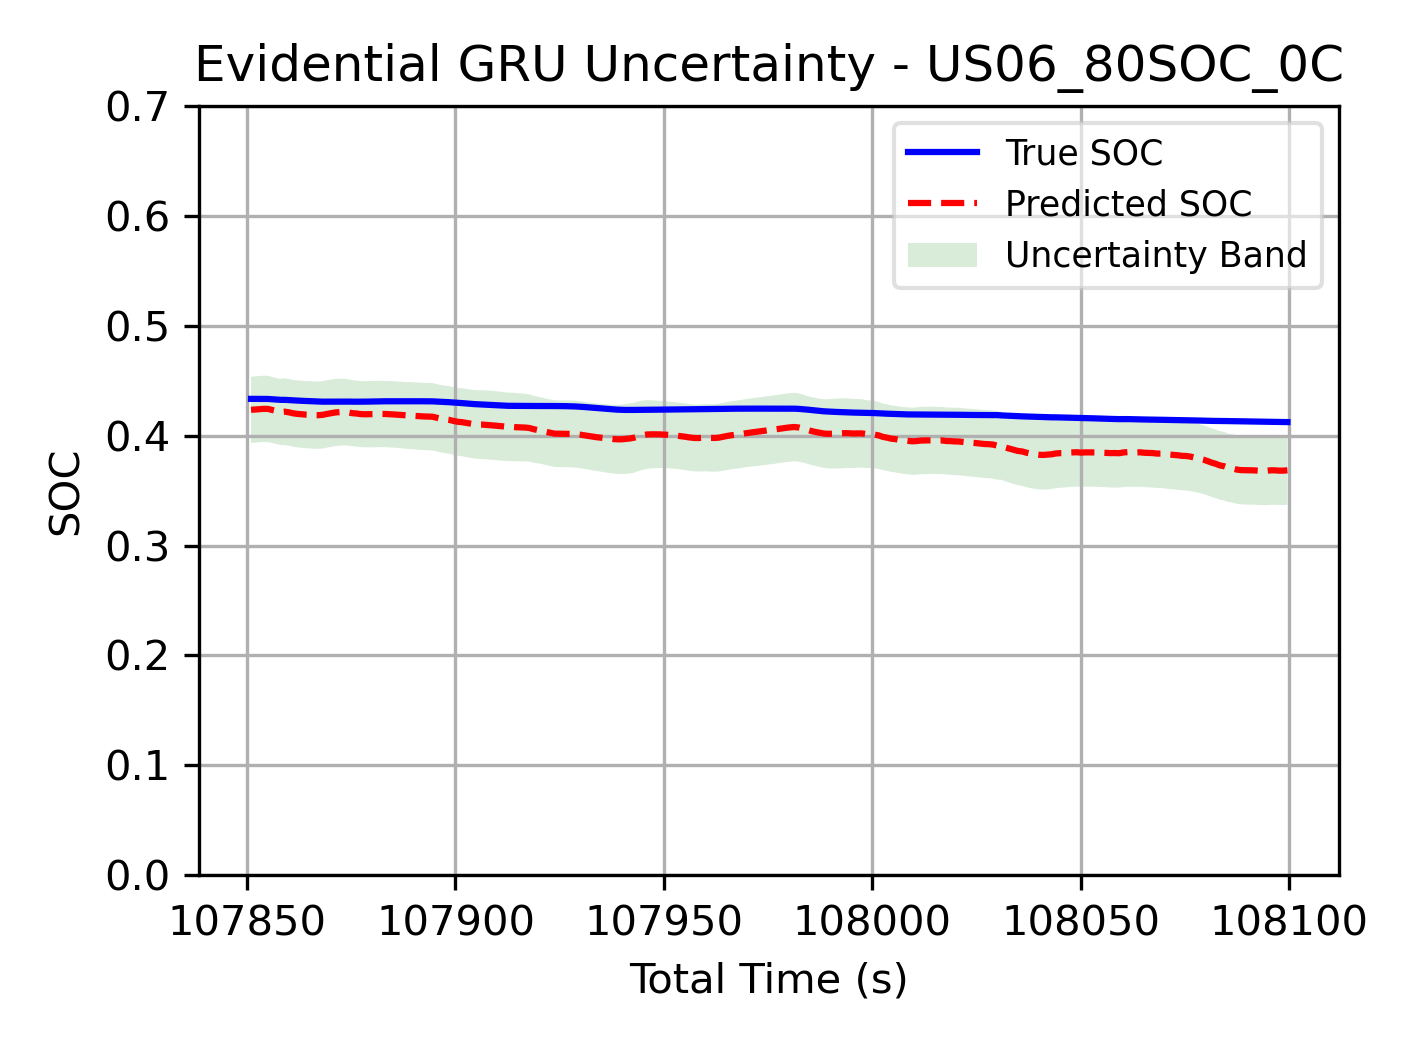 Evidential GRU Uncertainty - US06_80SOC_0C
0.7
0.6
0.5
0.4
0.3
0.2
0.1
0.0
SOC
True SOC
Predicted SOC
Uncertainty Band
107850 107900 107950 108000 108050 108100
Total Time (s)